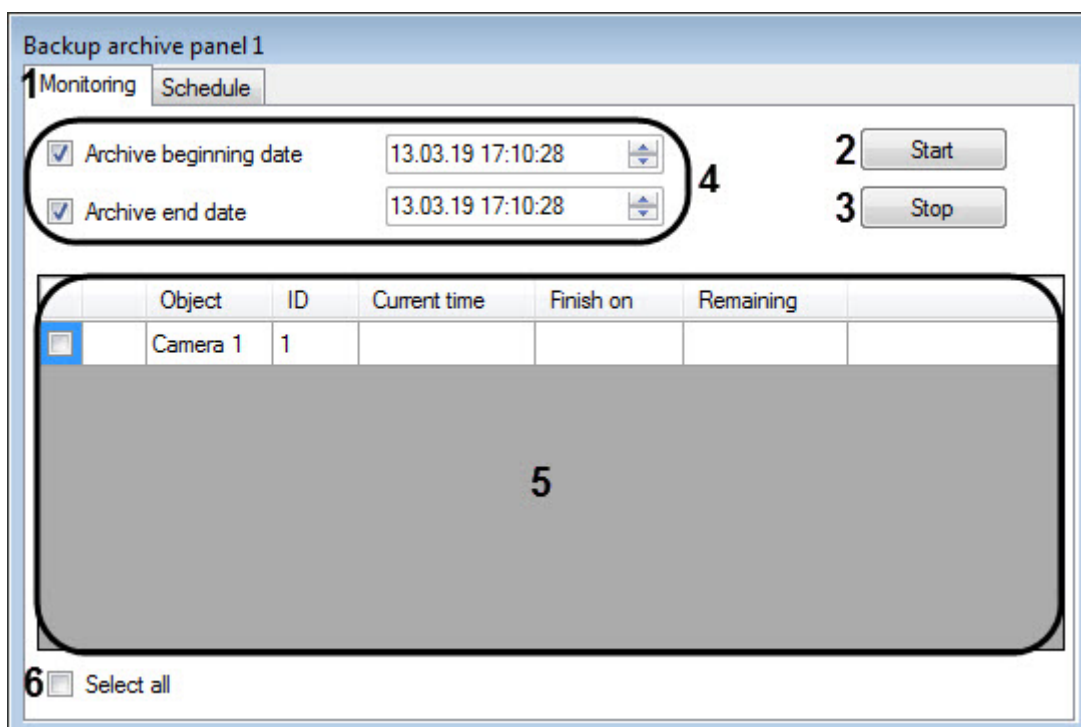 Backup archive panel 1
1 Monitoring Schedule
Archive beginning date 13.03.19 17:10:28 2 Start
4
Archive end date 13.03.19 17:10:28 3 Stop
Object ID Current time Finish on Remaining
Camera 1 1
5
6 Select all